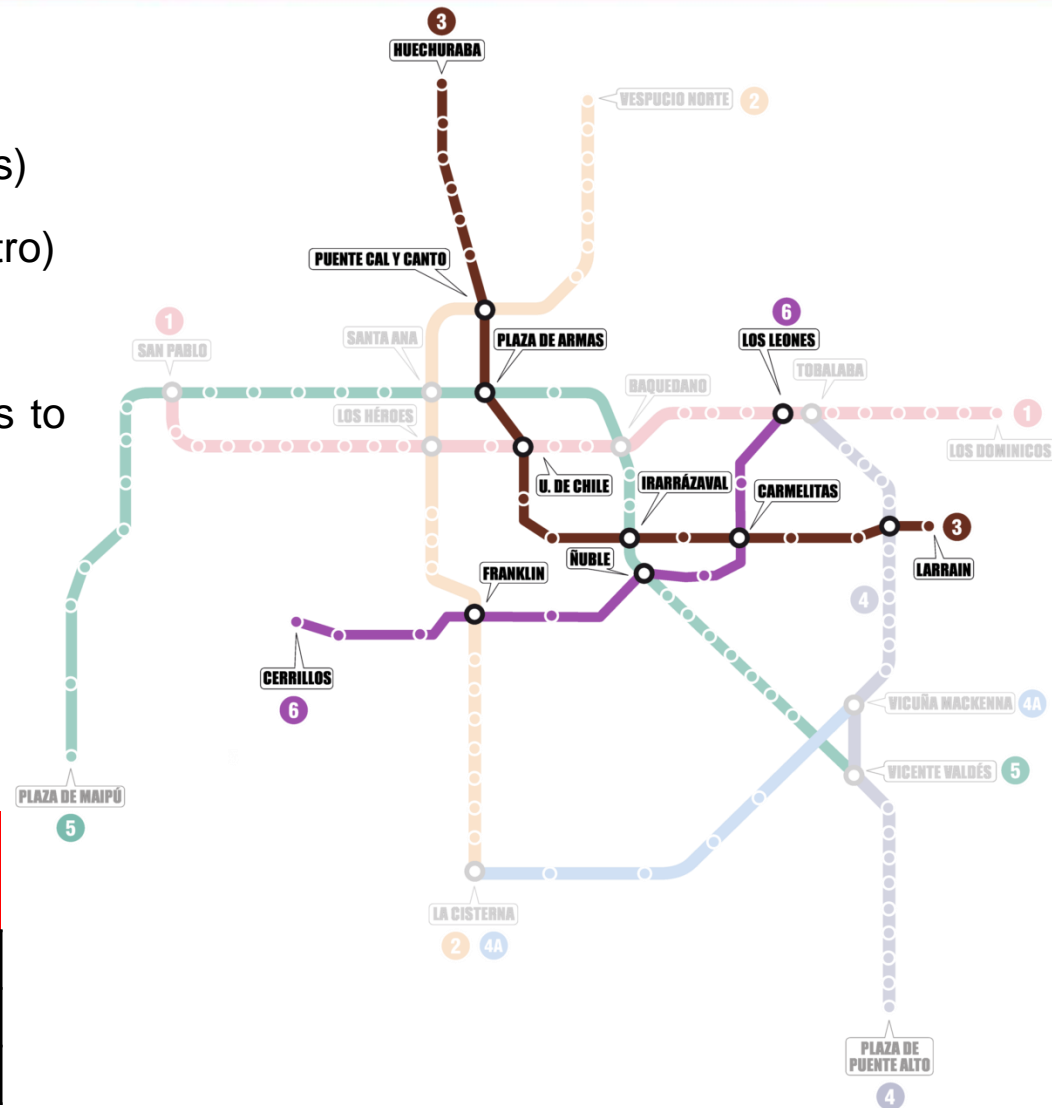 3
HUECHURABA
VESPUCIO NORTE 2
s)
tro)
PUENTE CAL Y CANTO
1
SAN PABLO
SANTA ANA
PLAZA DE ARMAS
6
LOS LEONES
TOBALABA
BAQUEDANO
LOS HÉROES
s to
1
LOS DOMINICOS
U. DE CHILE
IRARRÁZAVAL
CARMELITAS
3
LARRAIN
ÑUBLE
FRANKLIN
4
CERRILLOS
6
VICUÑA MACKENNA 4A
VICENTE VALDÉS 5
PLAZA DE MAIPÚ
5
LA CISTERNA
2 4A
PLAZA DE
PUENTE ALTO
4